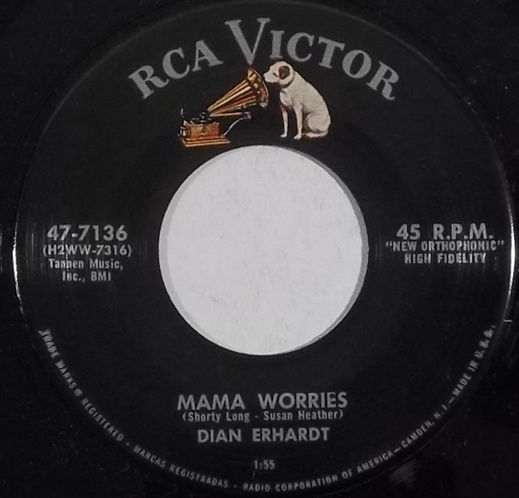 RCA VICTOR
47-7136
(H2WW-7316)
Tannen Music,
Inc., BMI
45 R.P.M.
"NEW ORTHOPHONIC"
HIGH FIDELITY
MAMA WORRIES
(Shorty Long - Susan Heather)
DIAN ERHARDT
1:55
TRADE MARKS ® REGISTERED • MARCAS REGISTRADAS • RADIO CORPORATION OF AMERICA—CAMDEN, N. J.—MADE IN U.S.A.